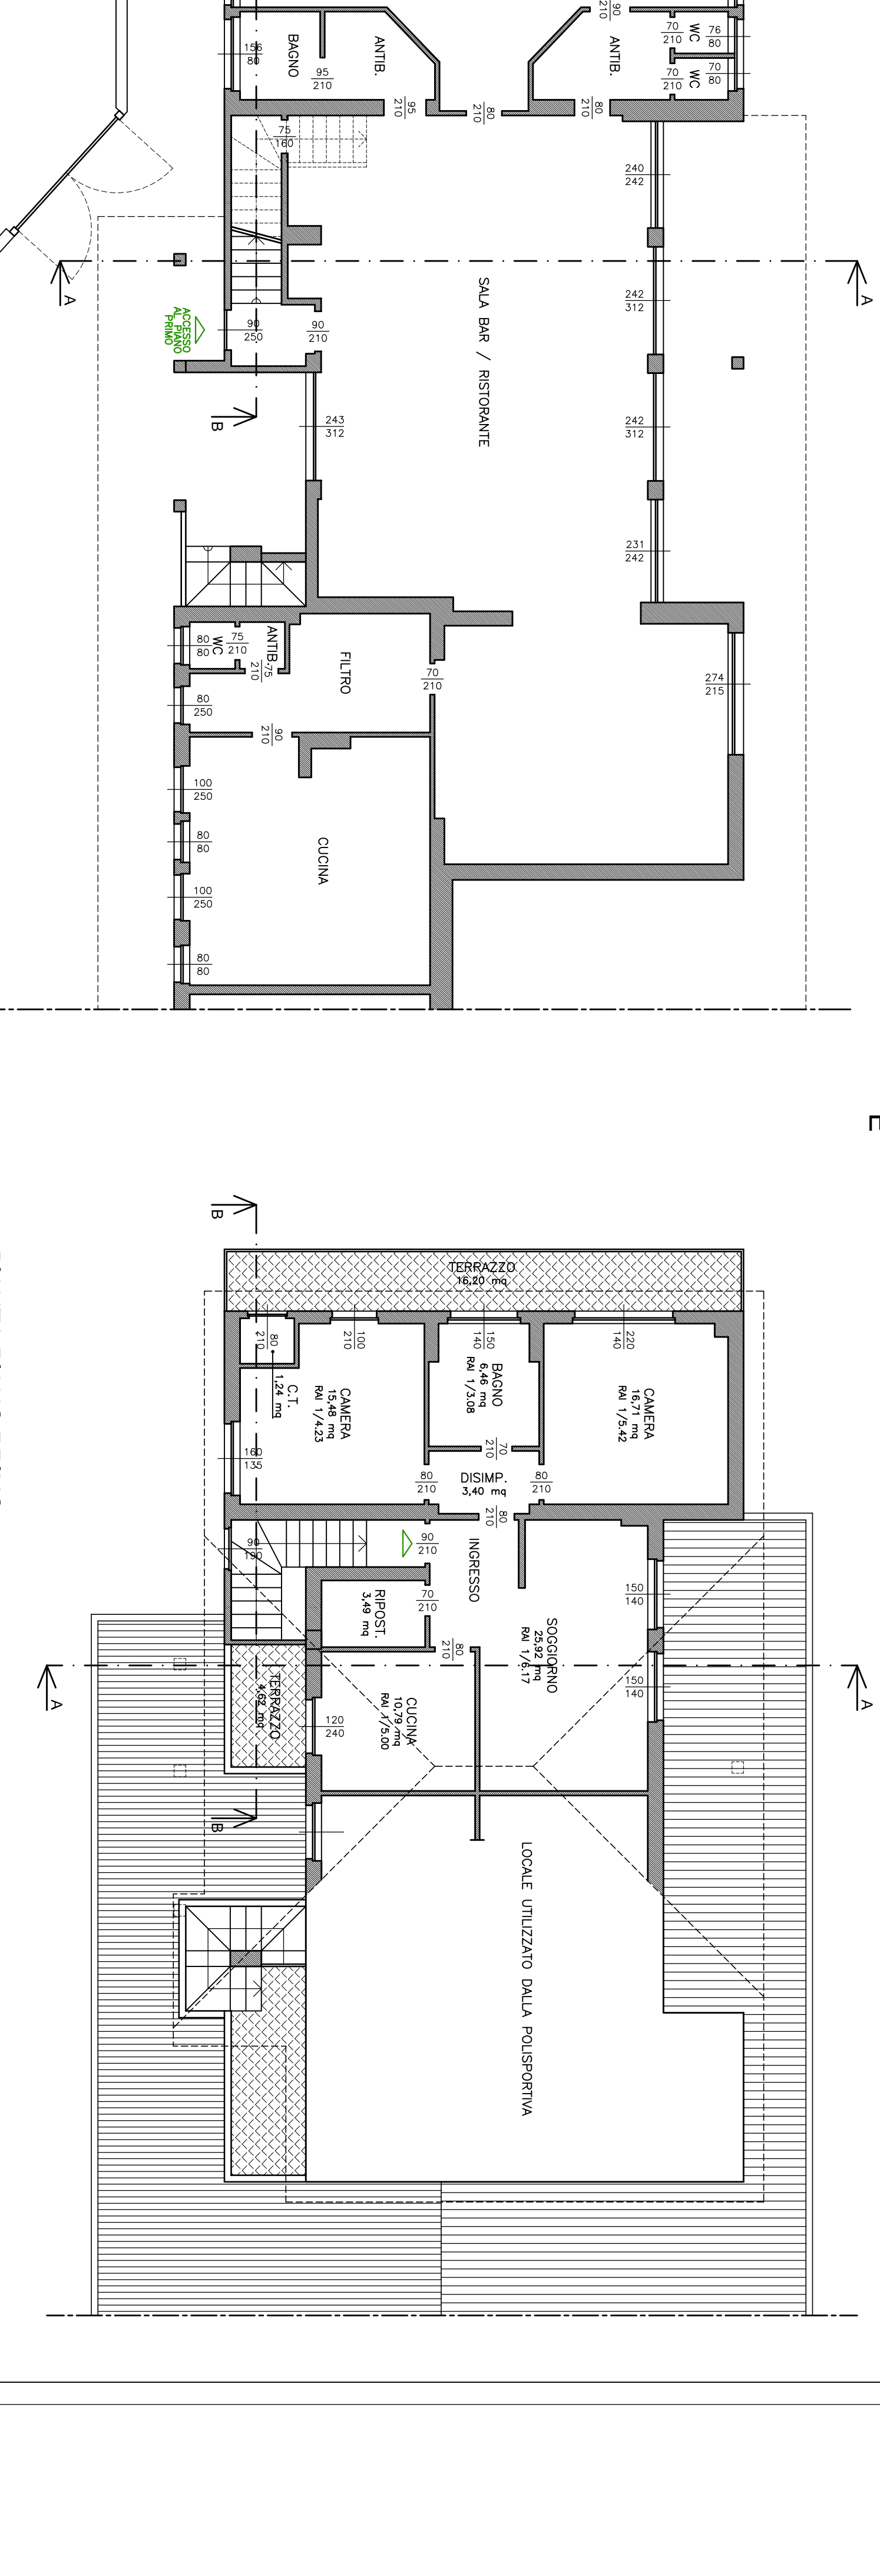 90
210
156
80
BAGNO
95
210
ANTIB.
ANTIB.
70
210
WC
76
80
70
210
WC
70
80
95
210
80
210
80
210
75
160
240
242
A
A
242
312
SALA BAR / RISTORANTE
ACCESSO
AL PIANO
PRIMO
90
250
90
210
B
243
312
242
312
231
242
80
80
WC
75
210
ANTIB.
75
210
FILTRO
70
210
274
215
80
250
90
210
100
250
80
80
CUCINA
100
250
80
80
B
TERRAZZO
16,20 mq
80
210
100
210
150
140
220
140
C.T.
1,24 mq
CAMERA
15,48 mq
RAI 1/4.23
BAGNO
6,46 mq
RAI 1/3.08
CAMERA
16,71 mq
RAI 1/5.42
160
135
70
210
80
210
DISIMP.
3,40 mq
80
210
80
210
90
190
90
210
INGRESSO
RIPOST.
3,49 mq
70
210
150
140
80
210
SOGGIORNO
25,92 mq
RAI 1/6.17
A
A
150
140
TERRAZZO
4,62 mq
120
240
CUCINA
10,79 mq
RAI 1/5.00
B
LOCALE UTILIZZATO DALLA POLISPORTIVA